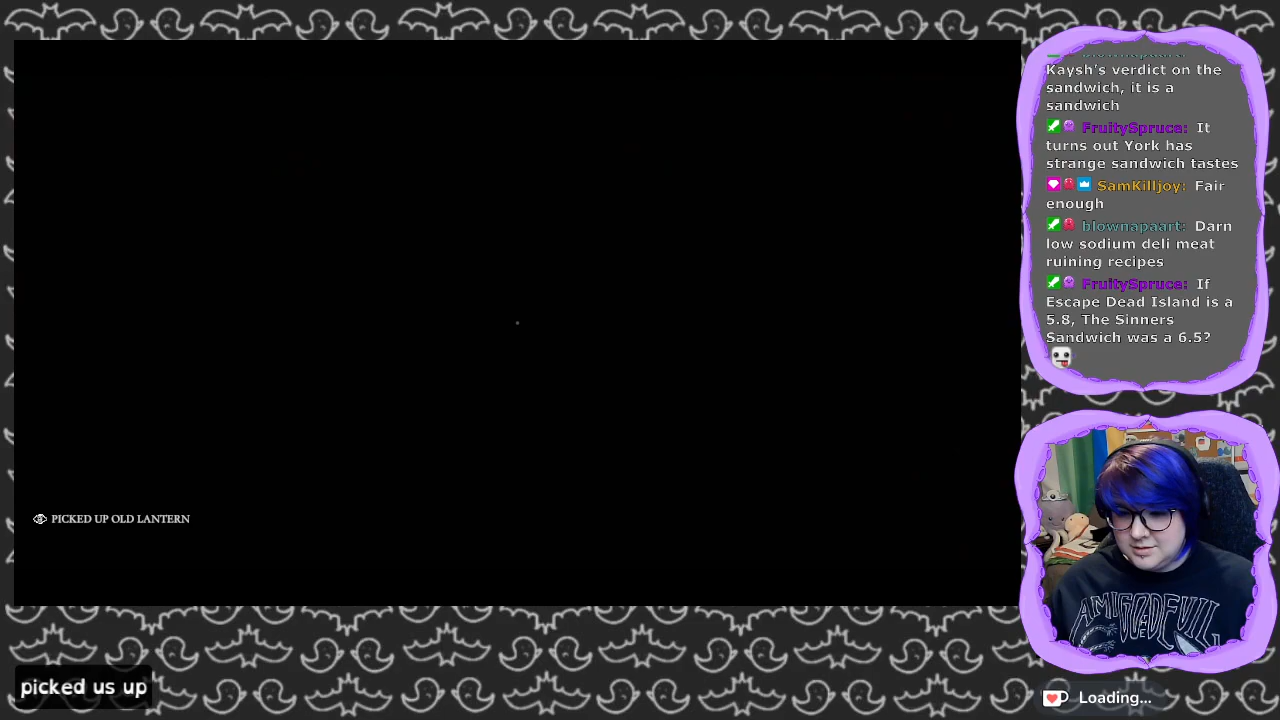 Kaysh's verdict on the
sandwich, it is a
sandwich
FruitySpruce: It
turns out York has
strange sandwich tastes
SamKilljoy: Fair
enough
blownapaart: Darn
low sodium deli meat
ruining recipes
FruitySpruce: If
Escape Dead Island is a
5.8, The Sinners
Sandwich was a 6.5?
PICKED UP OLD LANTERN
AMIGODEVIL
picked us up
Loading...